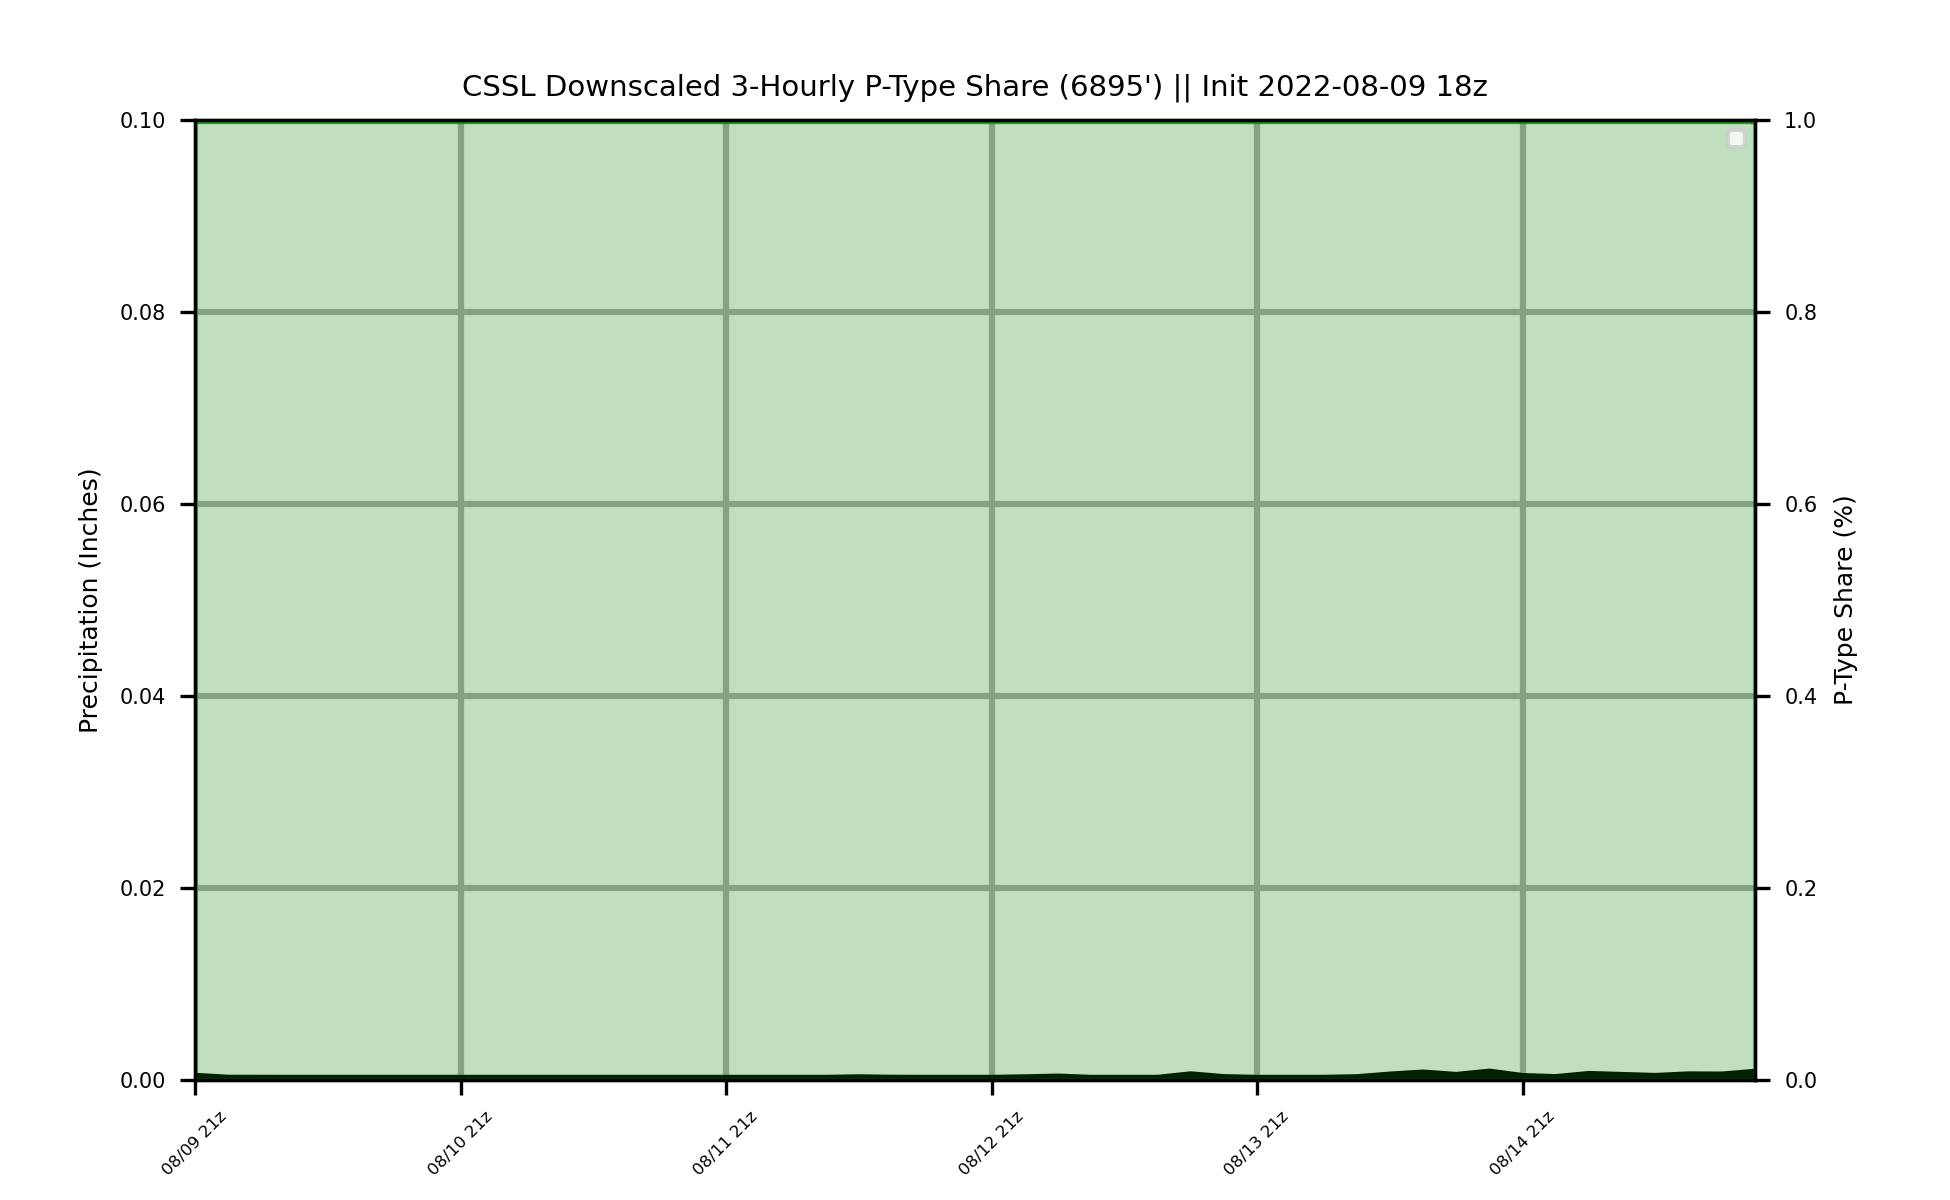 CSSL Downscaled 3-Hourly P-Type Share (6895') || Init 2022-08-09 18z
Precipitation (Inches)
0.10
0.08
0.06
0.04
0.02
0.00
1.0
0.8
0.6
0.4
0.2
0.0
P-Type Share (%)
08/09 21z
08/10 21z
08/11 21z
08/12 21z
08/13 21z
08/14 21z